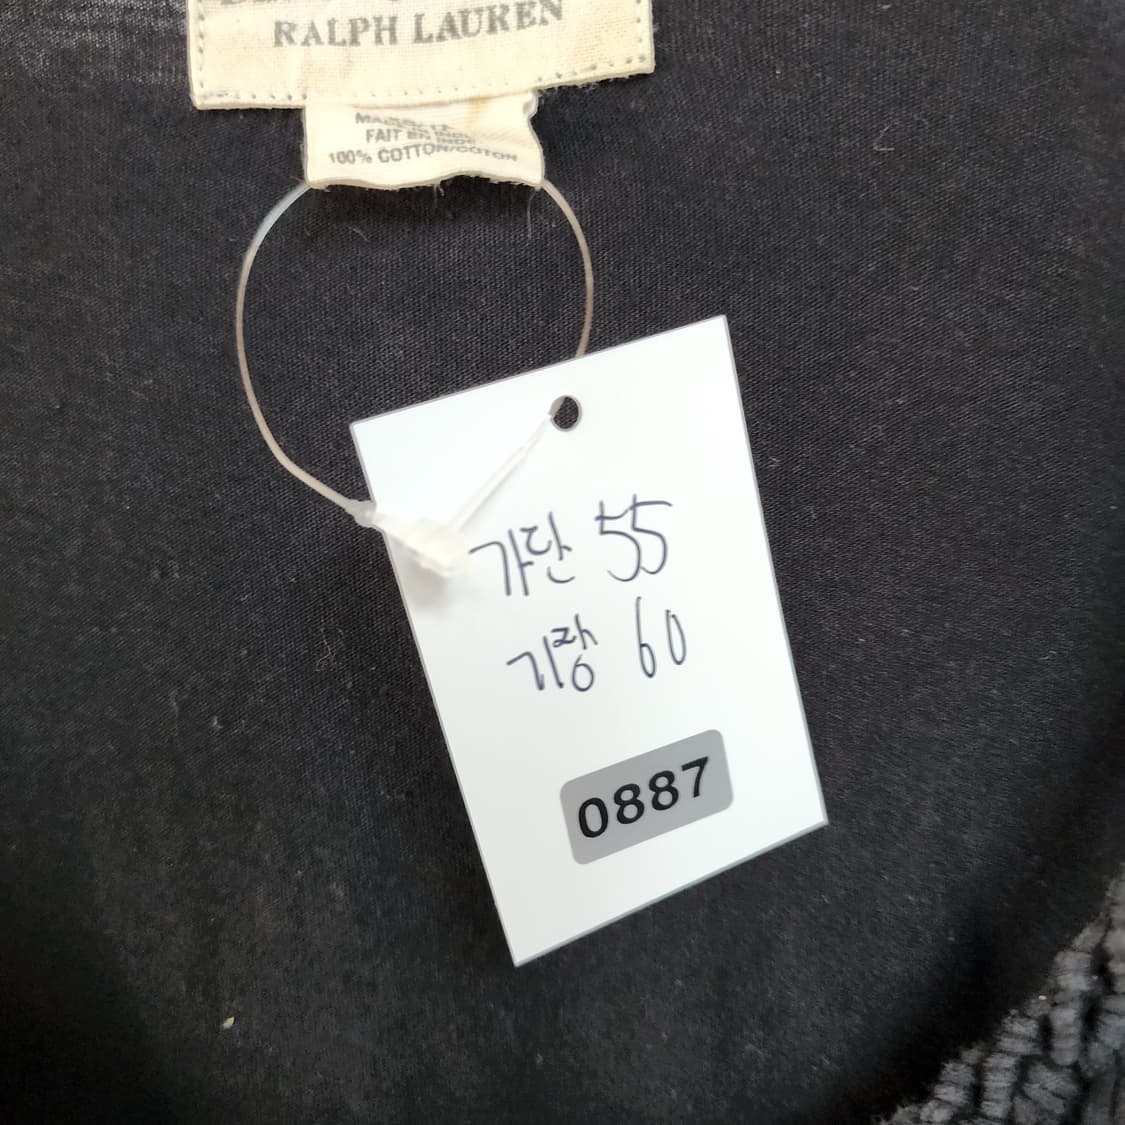 RALPH LAUREN
FAIT EN INDE
100% COTTON/COTON
가단 55
기장 60
0887